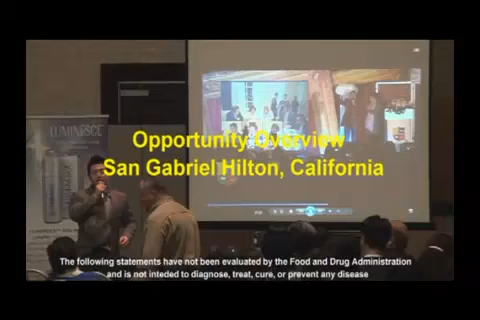 LUMINESCE
Opportunity Overview
San Gabriel Hilton, California
The following statements have not been evaluated by the Food and Drug Administration
and is not inteded to diagnose, treat, cure, or prevent any disease